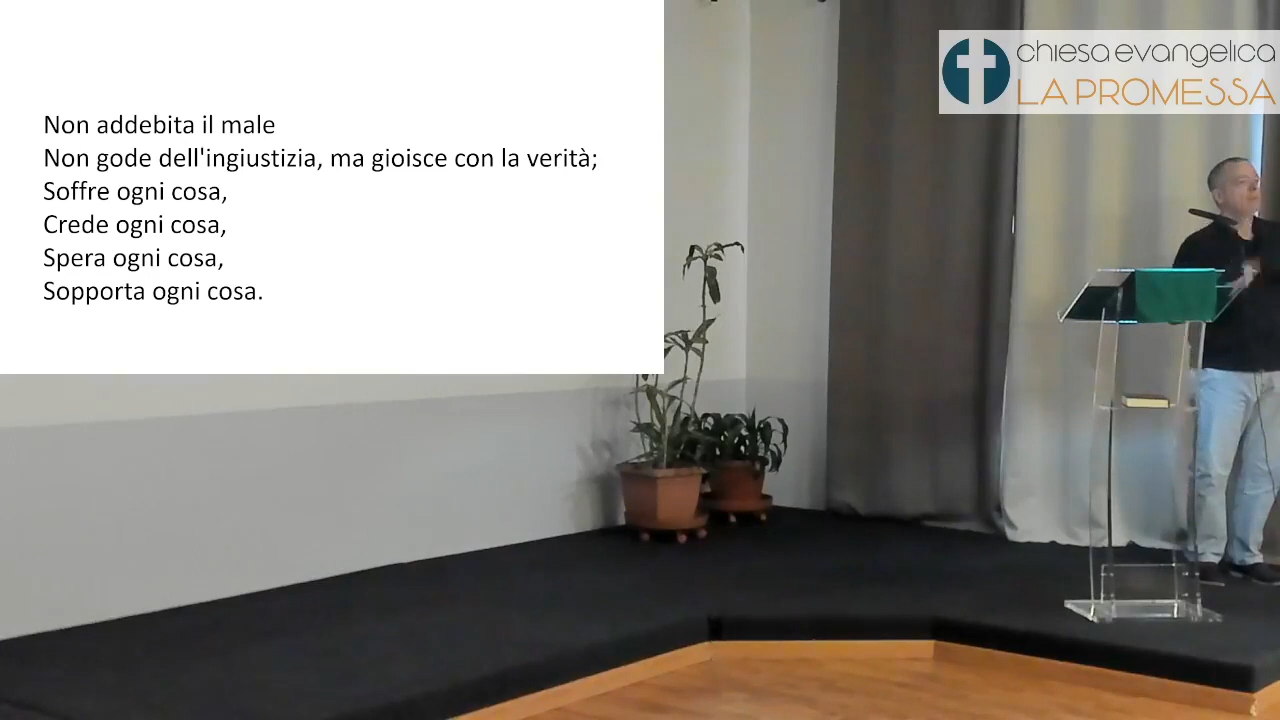 Non addebita il male
Non gode dell'ingiustizia, ma gioisce con la verità;
Soffre ogni cosa,
Crede ogni cosa,
Spera ogni cosa,
Sopporta ogni cosa.
chiesa evangelica
LA PROMESSA